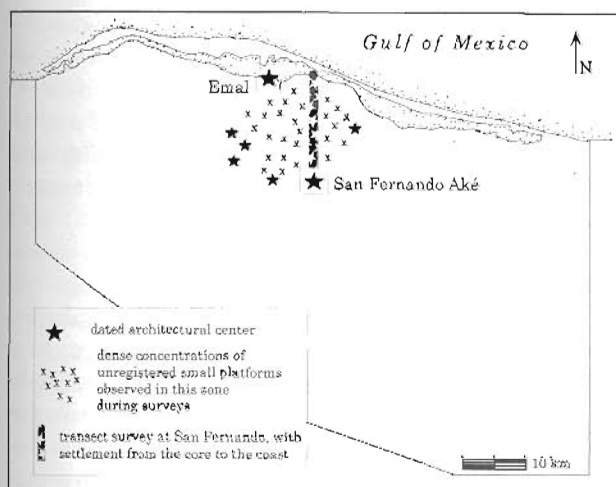 Gulf of Mexico
N
Emal
San Fernando Aké
dated architectural center
dense concentrations of
unregistered small platforms
observed in this zone
during surveys
transect survey at San Fernando, with
settlement from the core to the coast
10 km